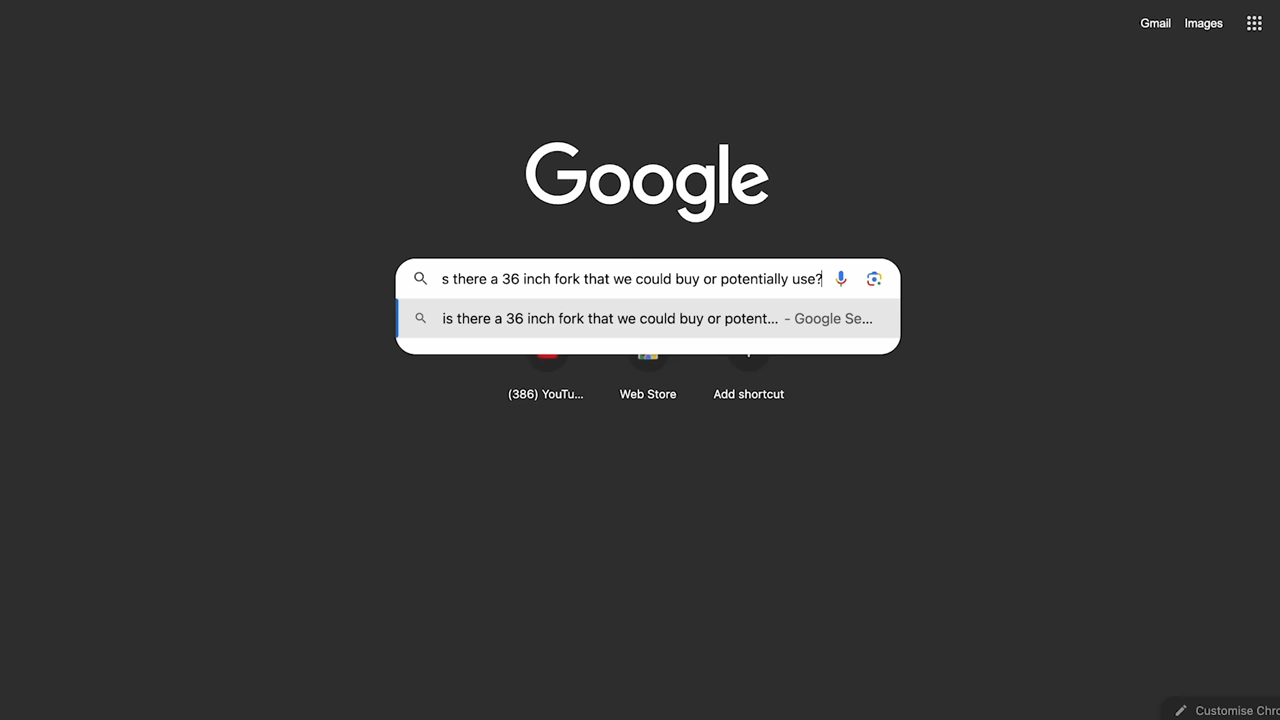 Gmail Images
Google
s there a 36 inch fork that we could buy or potentially use?
is there a 36 inch fork that we could buy or potent... - Google Se...
(386) YouTu... Web Store Add shortcut
Customise Chro